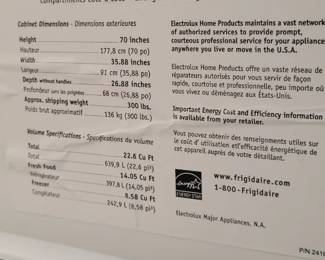 Cabinet Dimensions - Dimensions exterieures
Height 70 inches
Hauteur 177,8 cm (70 po)
Width 35.88 inches
Largeur 91 cm (35,88 po)
Depth without handles 26.88 inches
Profondeur sans les poignées 68 cm (26,88 po)
Approx. shipping weight 300 lbs.
Poids brut approximatif 136 kg (300 lb.)
Volume Specifications - Specifications du volume
Total 22.6 Cu Ft
Total 639,9 L (22,6 pi³)
Fresh Food 14.05 Cu Ft
Réfrigérateur 397,8 L (14,05 pi³)
Freezer 8.58 Cu Ft
Congélateur 242,9 L (8,58 pi³)
Electrolux Home Products maintains a vast network
of authorized services to provide prompt,
courteous professional service for your appliance
anywhere you live or move in the U.S.A.
Electrolux Home Products offre un vaste réseau de
réparateurs autorisés pour vous servir de façon
rapide, courtoise et professionnelle, peu importe où
vous vivez ou déménagez aux États-Unis.
Important Energy Cost and Efficiency information
is available from your retailer.
Vous pouvez obtenir des renseignements utiles sur
le coût d'utilisation et l'efficacité énergétique de
cet appareil auprès de votre détaillant.
ENERGY STAR
www.frigidaire.com
1-800-Frigidaire
Electrolux Major Appliances, N.A.